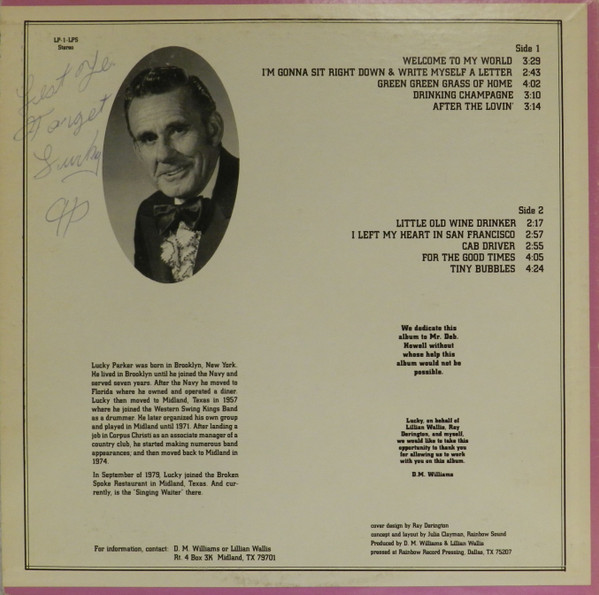 LP-1-LPS
Stereo
Lest Ye
Forget
Lucky
Side 1
WELCOME TO MY WORLD 3:29
I'M GONNA SIT RIGHT DOWN & WRITE MYSELF A LETTER 2:43
GREEN GREEN GRASS OF HOME 4:02
DRINKING CHAMPAGNE 3:10
AFTER THE LOVIN' 3:14
Side 2
LITTLE OLD WINE DRINKER 2:17
I LEFT MY HEART IN SAN FRANCISCO 2:57
CAB DRIVER 2:55
FOR THE GOOD TIMES 4:05
TINY BUBBLES 4:24
We dedicate this
album to Mr. Deb.
Howell without
whose help this
album would not be
possible.
Lucky Parker was born in Brooklyn, New York.
He lived in Brooklyn until he joined the Navy and
served seven years. After the Navy he moved to
Florida where he owned and operated a diner.
Lucky then moved to Midland, Texas in 1957
where he joined the Western Swing Kings Band
as a drummer. He later organized his own group
and played in Midland until 1971. After landing a
job in Corpus Christi as an associate manager of a
country club, he started making numerous band
appearances; and then moved back to Midland in
1974.
In September of 1979, Lucky joined the Broken
Spoke Restaurant in Midland, Texas. And cur-
rently, is the 'Singing Waiter' there.
Lucky, on behalf of
Lillian Wallis, Ray
Derington, and myself,
we would like to take this
opportunity to thank you
for allowing us to work
with you on this album.
D.M. Williams
For information, contact: D. M. Williams or Lillian Wallis
Rt. 4 Box 3K Midland, TX 79701
cover design by Ray Derington
concept and layout by Julia Clayman, Rainbow Sound
Produced by D. M. Williams & Lillian Wallis
pressed at Rainbow Record Pressing, Dallas, TX 75207